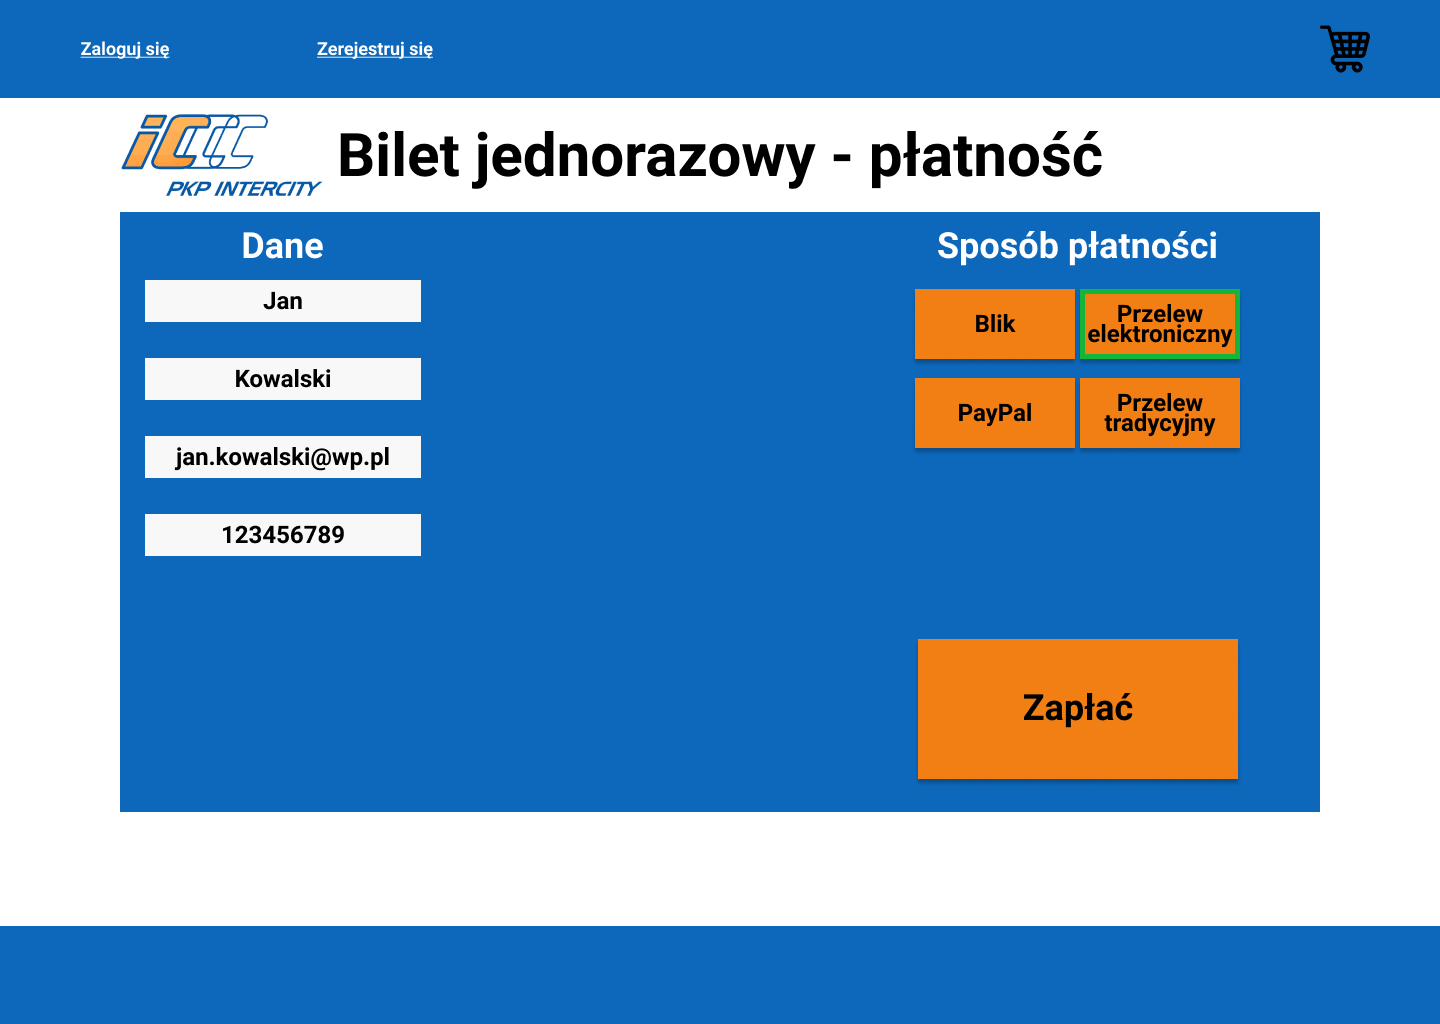 Zaloguj się
Zerejestruj się
PKP INTERCITY
Bilet jednorazowy - płatność
Dane
Jan
Kowalski
jan.kowalski@wp.pl
123456789
Sposób płatności
Blik
Przelew
elektroniczny
PayPal
Przelew
tradycyjny
Zapłać